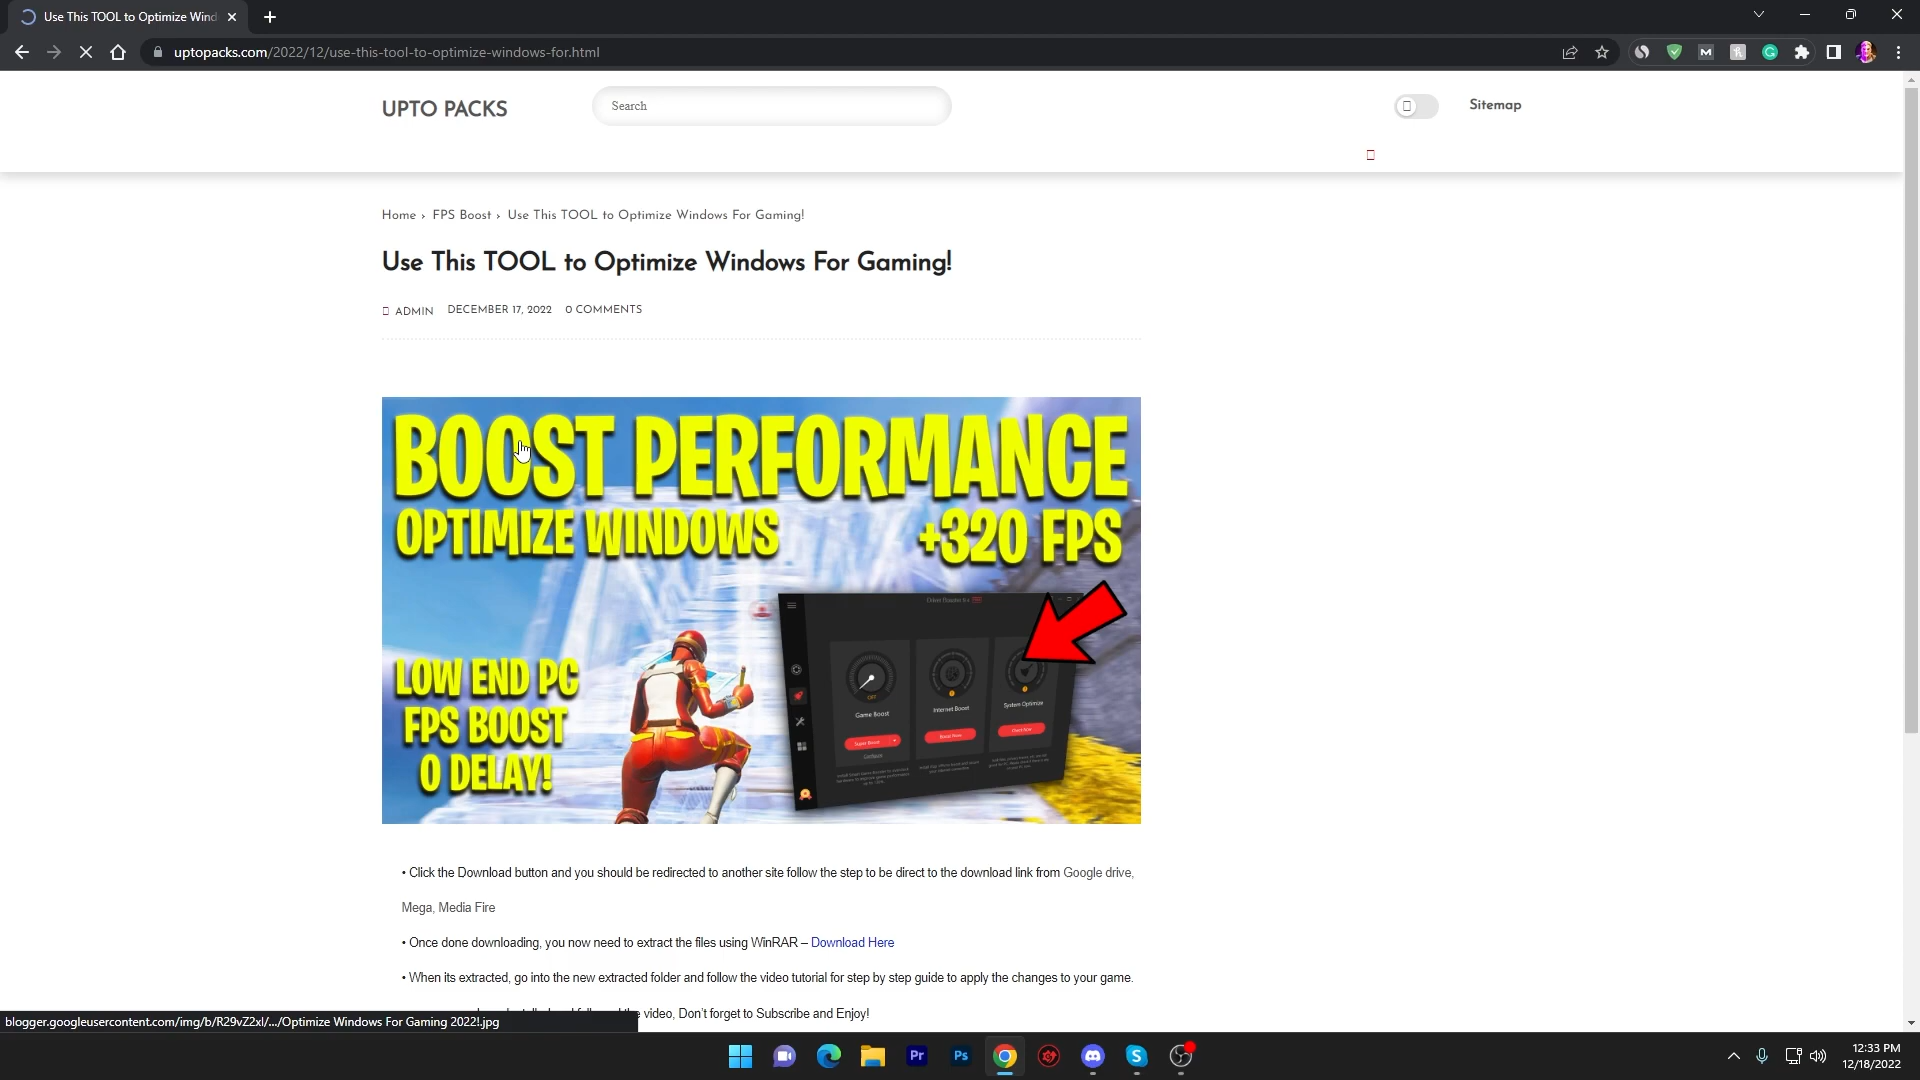 Use This TOOL to Optimize Wind
uptopacks.com/2022/12/use-this-tool-to-optimize-windows-for.html
UPTO PACKS
Search
Sitemap
Home › FPS Boost › Use This TOOL to Optimize Windows For Gaming!
Use This TOOL to Optimize Windows For Gaming!
ADMIN DECEMBER 17, 2022 0 COMMENTS
BOOST PERFORMANCE
OPTIMIZE WINDOWS +320 FPS
LOW END PC
FPS BOOST
0 DELAY!
Game Boost
Internet Boost
System Optimize
OFF
Super Boost
Boost Now
Configure
• Click the Download button and you should be redirected to another site follow the step to be direct to the download link from Google drive,
Mega, Media Fire
• Once done downloading, you now need to extract the files using WinRAR – Download Here
• When its extracted, go into the new extracted folder and follow the video tutorial for step by step guide to apply the changes to your game.
video, Don't forget to Subscribe and Enjoy!
blogger.googleusercontent.com/img/b/R29vZ2xl/.../Optimize Windows For Gaming 2022!.jpg
Pr
Ps
12:33 PM
12/18/2022